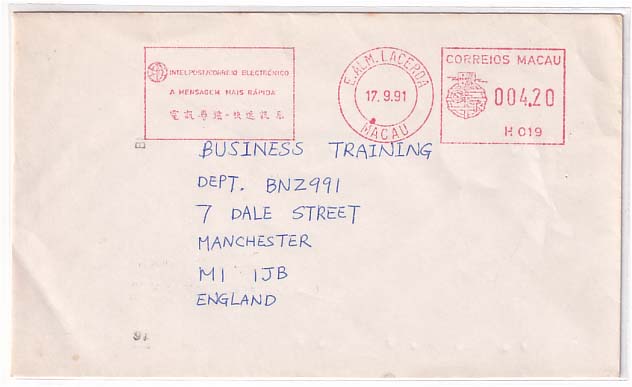 INTELPOST/CORREIO ELECTRÓNICO
A MENSAGEM MAIS RÁPIDA
電訊專遞-快速訊息
E. ALM. LACERDA
17.9.91
MACAU
CORREIOS MACAU
004.20
H 019
BUSINESS TRAINING
DEPT. BNZ991
7 DALE STREET
MANCHESTER
M1 1JB
ENGLAND